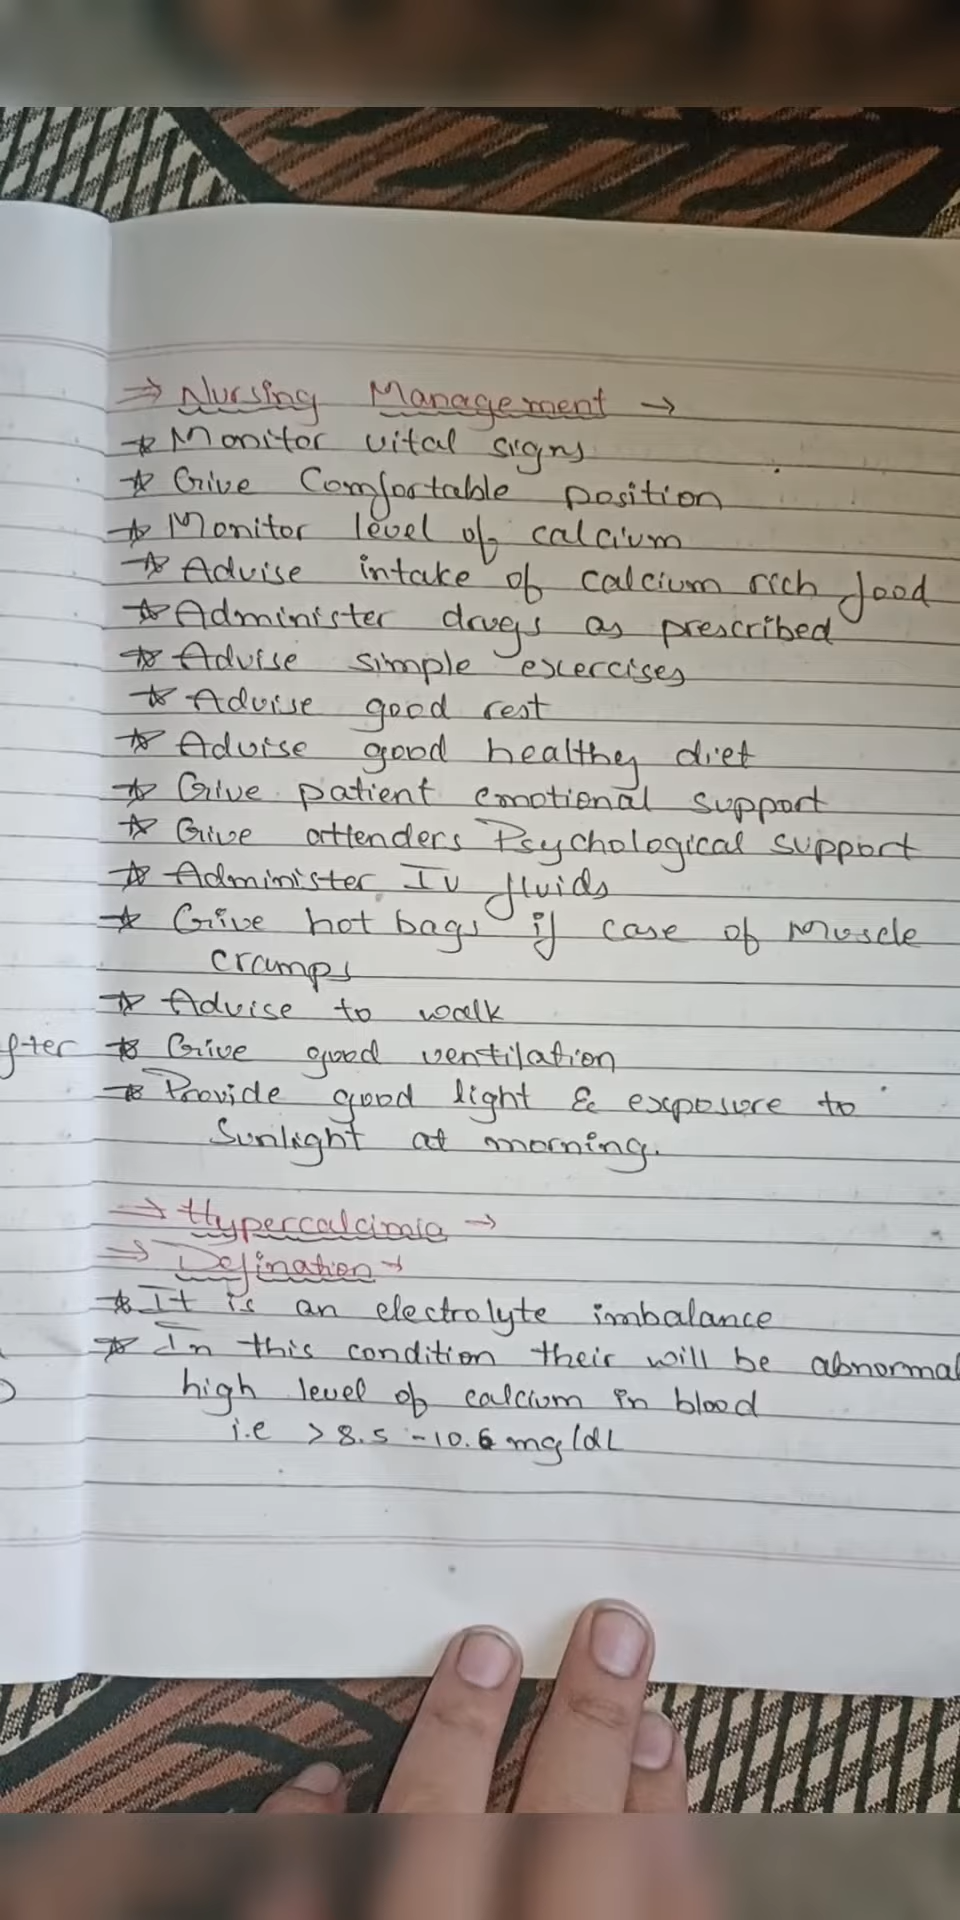 ⇒ Nursing Management →
☆ Monitor vital signs
☆ Give Comfortable position
☆ Monitor level of calcium
☆ Advise intake of calcium rich food
☆ Administer drugs as prescribed
☆ Advise simple excercises
☆ Advise good rest
☆ Advise good healthy diet
☆ Give patient emotional support
☆ Give attenders Psychological support
☆ Administer IV fluids
☆ Give hot bags if case of Muscle
cramps
☆ Advise to walk
fter ☆ Give good ventilation
☆ Provide good light & exposure to
Sunlight at morning.
⇒ Hypercalcimia →
⇒ Defination →
☆ It is an electrolyte imbalance
☆ In this condition their will be abnormal
high level of calcium in blood
i.e > 8.5 - 10.6 mg/dL